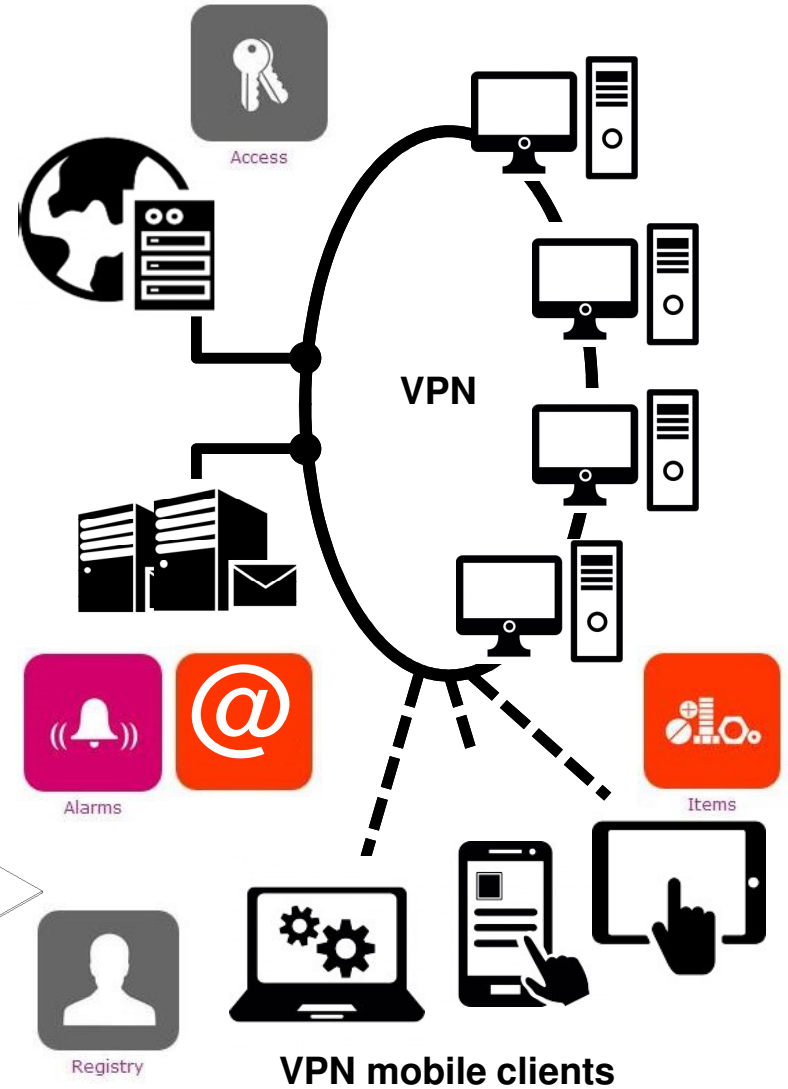 Access
VPN
@
Alarms
Items
Registry
VPN mobile clients